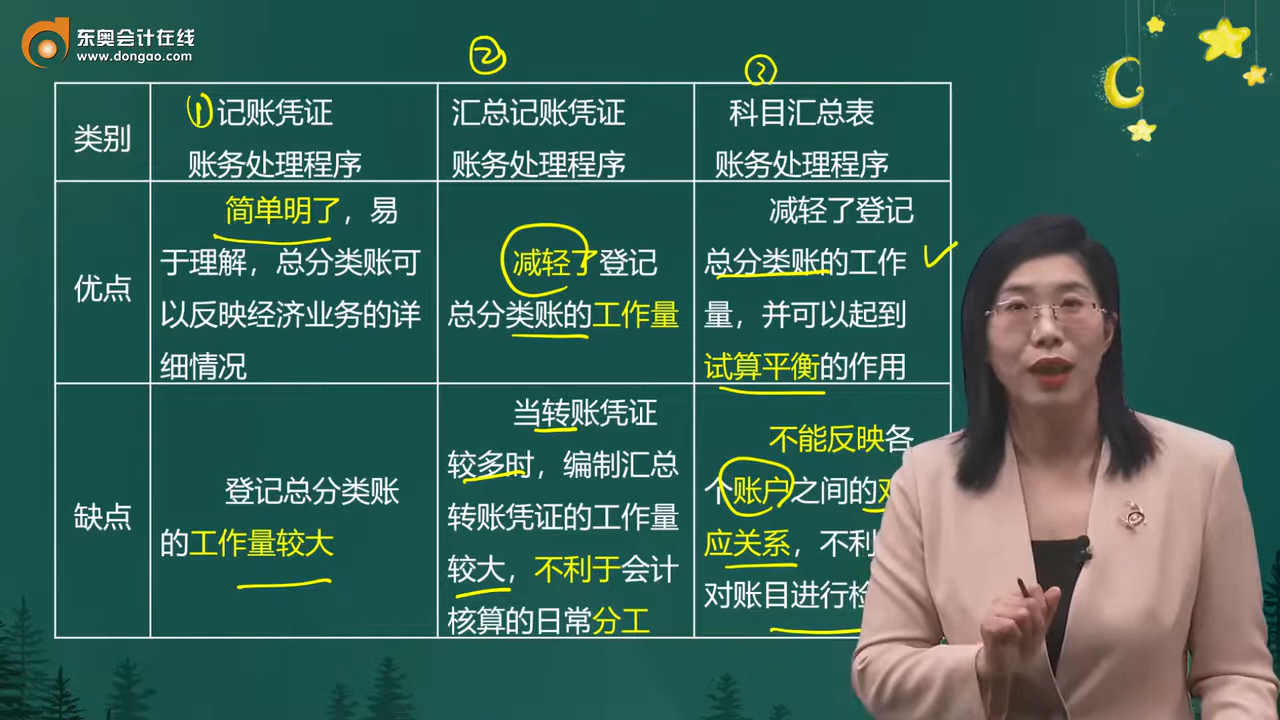 东奥会计在线
www.dongao.com
②
③
类别
①记账凭证
账务处理程序
汇总记账凭证
账务处理程序
科目汇总表
账务处理程序
优点
简单明了，易
于理解，总分类账可
以反映经济业务的详
细情况
减轻了登记
总分类账的工作量
减轻了登记
总分类账的工作
量，并可以起到
试算平衡的作用
缺点
登记总分类账
的工作量较大
当转账凭证
较多时，编制汇总
转账凭证的工作量
较大，不利于会计
核算的日常分工
不能反映各
个账户之间的
应关系，不利
对账目进行